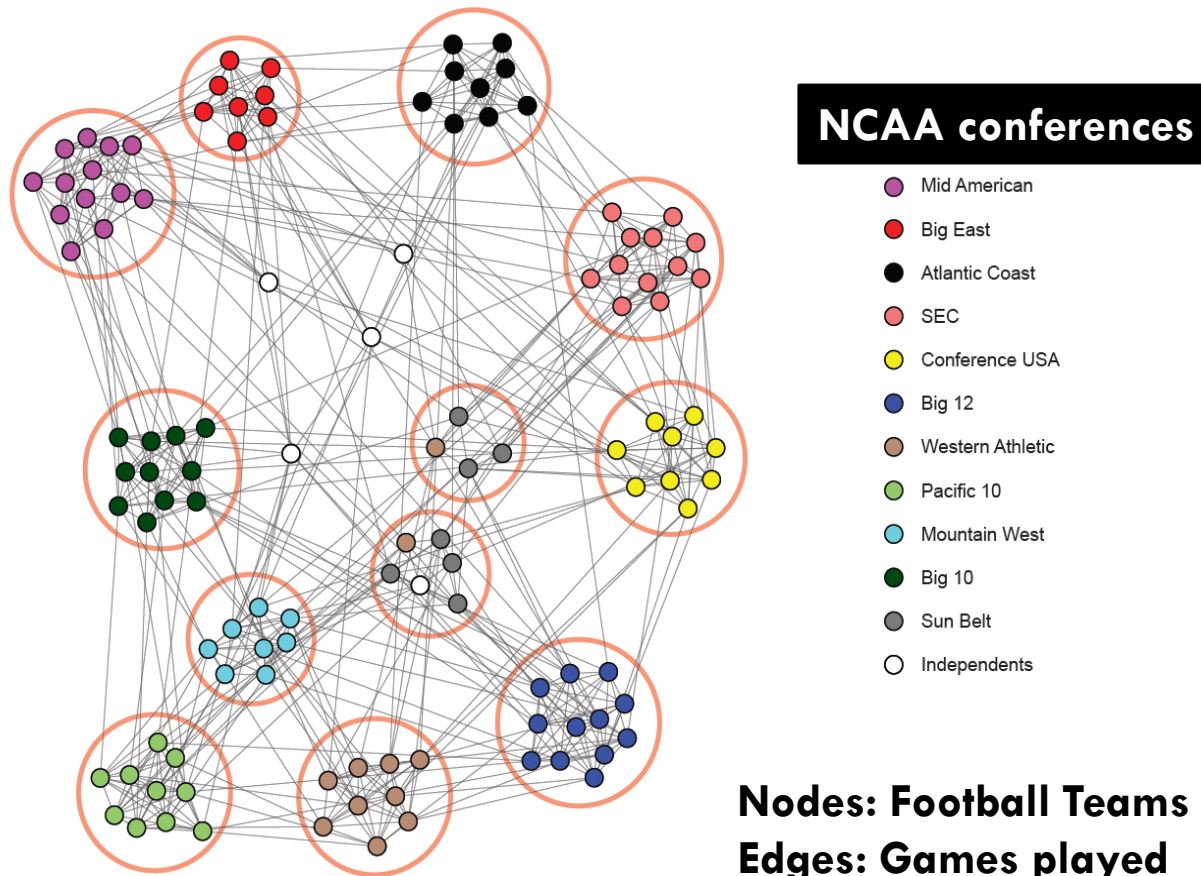 NCAA conferences
Mid American
Big East
Atlantic Coast
SEC
Conference USA
Big 12
Western Athletic
Pacific 10
Mountain West
Big 10
Sun Belt
Independents
Nodes: Football Teams
Edges: Games played